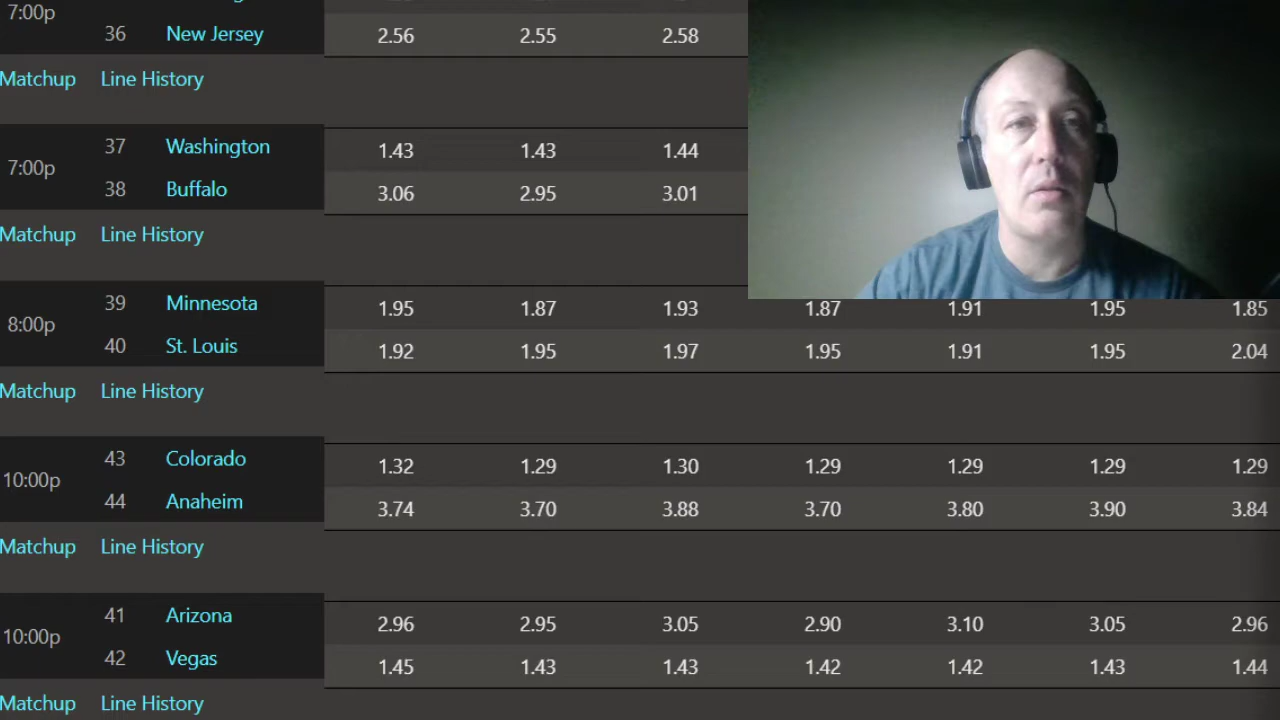 7:00p
36 New Jersey 2.56 2.55 2.58
Matchup Line History
37 Washington 1.43 1.43 1.44
7:00p
38 Buffalo 3.06 2.95 3.01
Matchup Line History
39 Minnesota 1.95 1.87 1.93 1.87 1.91 1.95 1.85
8:00p
40 St. Louis 1.92 1.95 1.97 1.95 1.91 1.95 2.04
Matchup Line History
43 Colorado 1.32 1.29 1.30 1.29 1.29 1.29 1.29
10:00p
44 Anaheim 3.74 3.70 3.88 3.70 3.80 3.90 3.84
Matchup Line History
41 Arizona 2.96 2.95 3.05 2.90 3.10 3.05 2.96
10:00p
42 Vegas 1.45 1.43 1.43 1.42 1.42 1.43 1.44
Matchup Line History